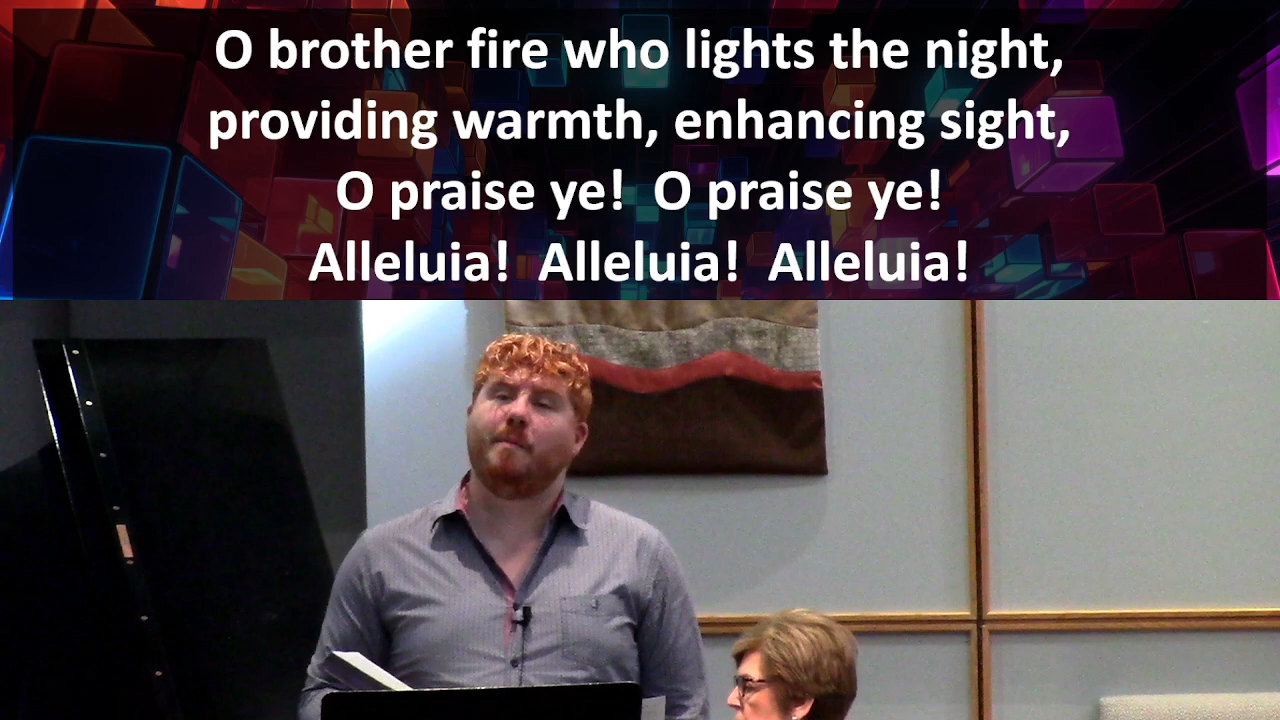 O brother fire who lights the night,
providing warmth, enhancing sight,
O praise ye! O praise ye!
Alleluia! Alleluia! Alleluia!